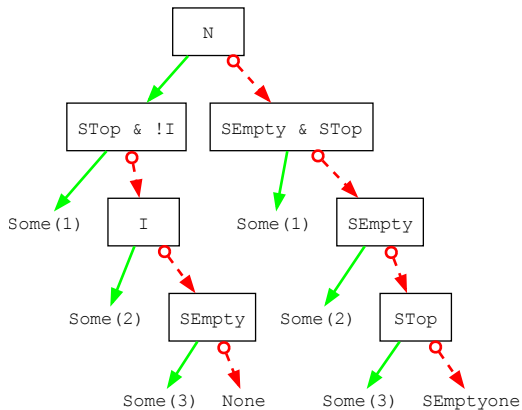 N
STop & !I
SEmpty & STop
Some(1)
I
Some(1)
SEmpty
Some(2)
SEmpty
Some(2)
STop
Some(3)
None
Some(3)
SEmptyone